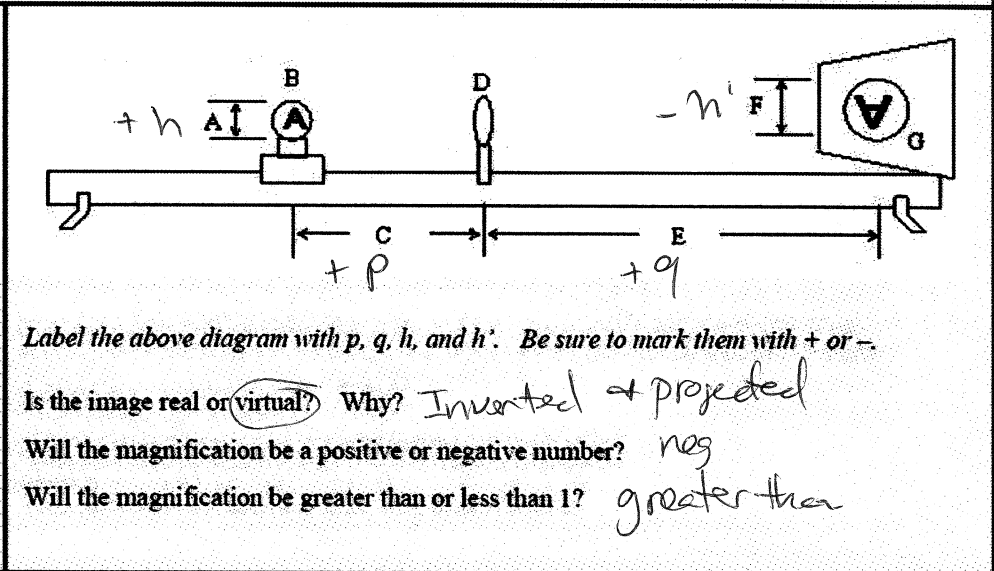 B
D
+ h A A
- h' F ∀
G
C E
+ p + q
Label the above diagram with p, q, h, and h'. Be sure to mark them with + or -.
Is the image real or virtual? Why? Inverted & projected
Will the magnification be a positive or negative number? neg
Will the magnification be greater than or less than 1? greater than